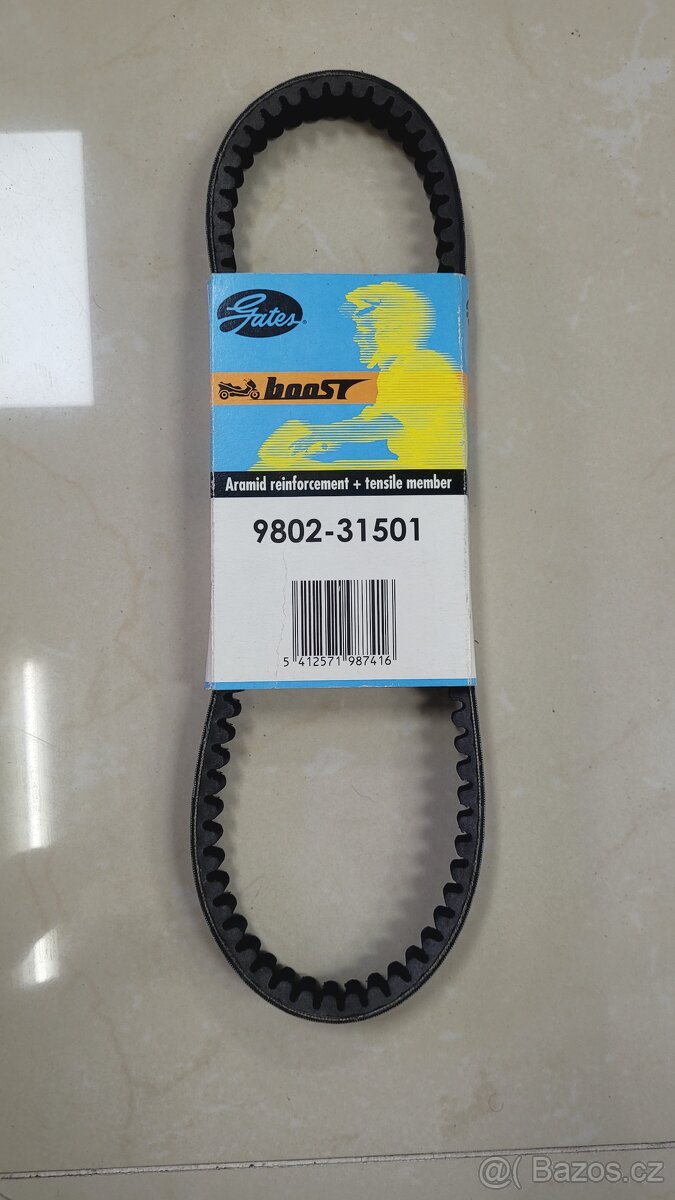 Gates
boost
Aramid reinforcement + tensile member
9802-31501
5 412571 987416
Bazos.cz